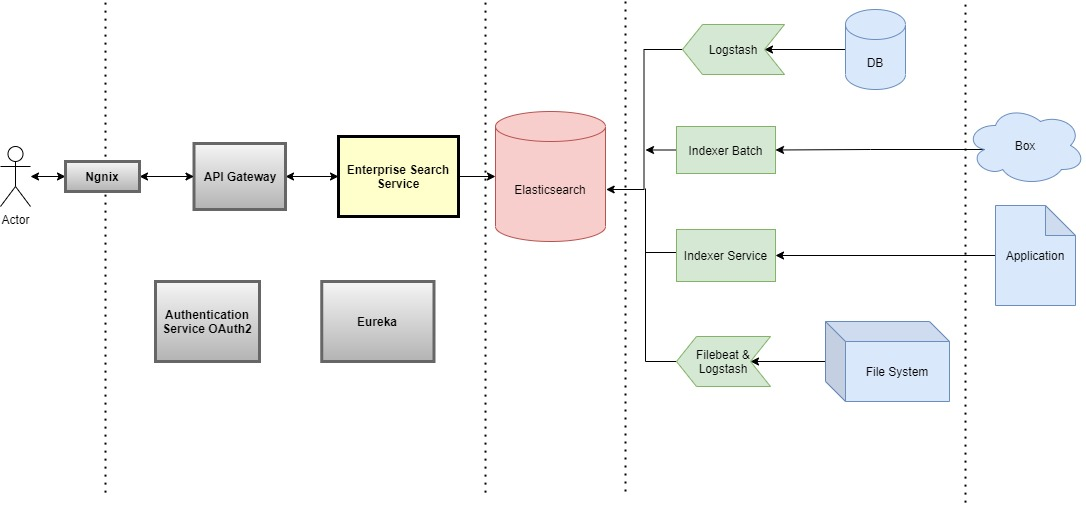 Actor
Ngnix
API Gateway
Enterprise Search
Service
Authentication
Service OAuth2
Eureka
Elasticsearch
Logstash
DB
Indexer Batch
Box
Indexer Service
Application
Filebeat &
Logstash
File System